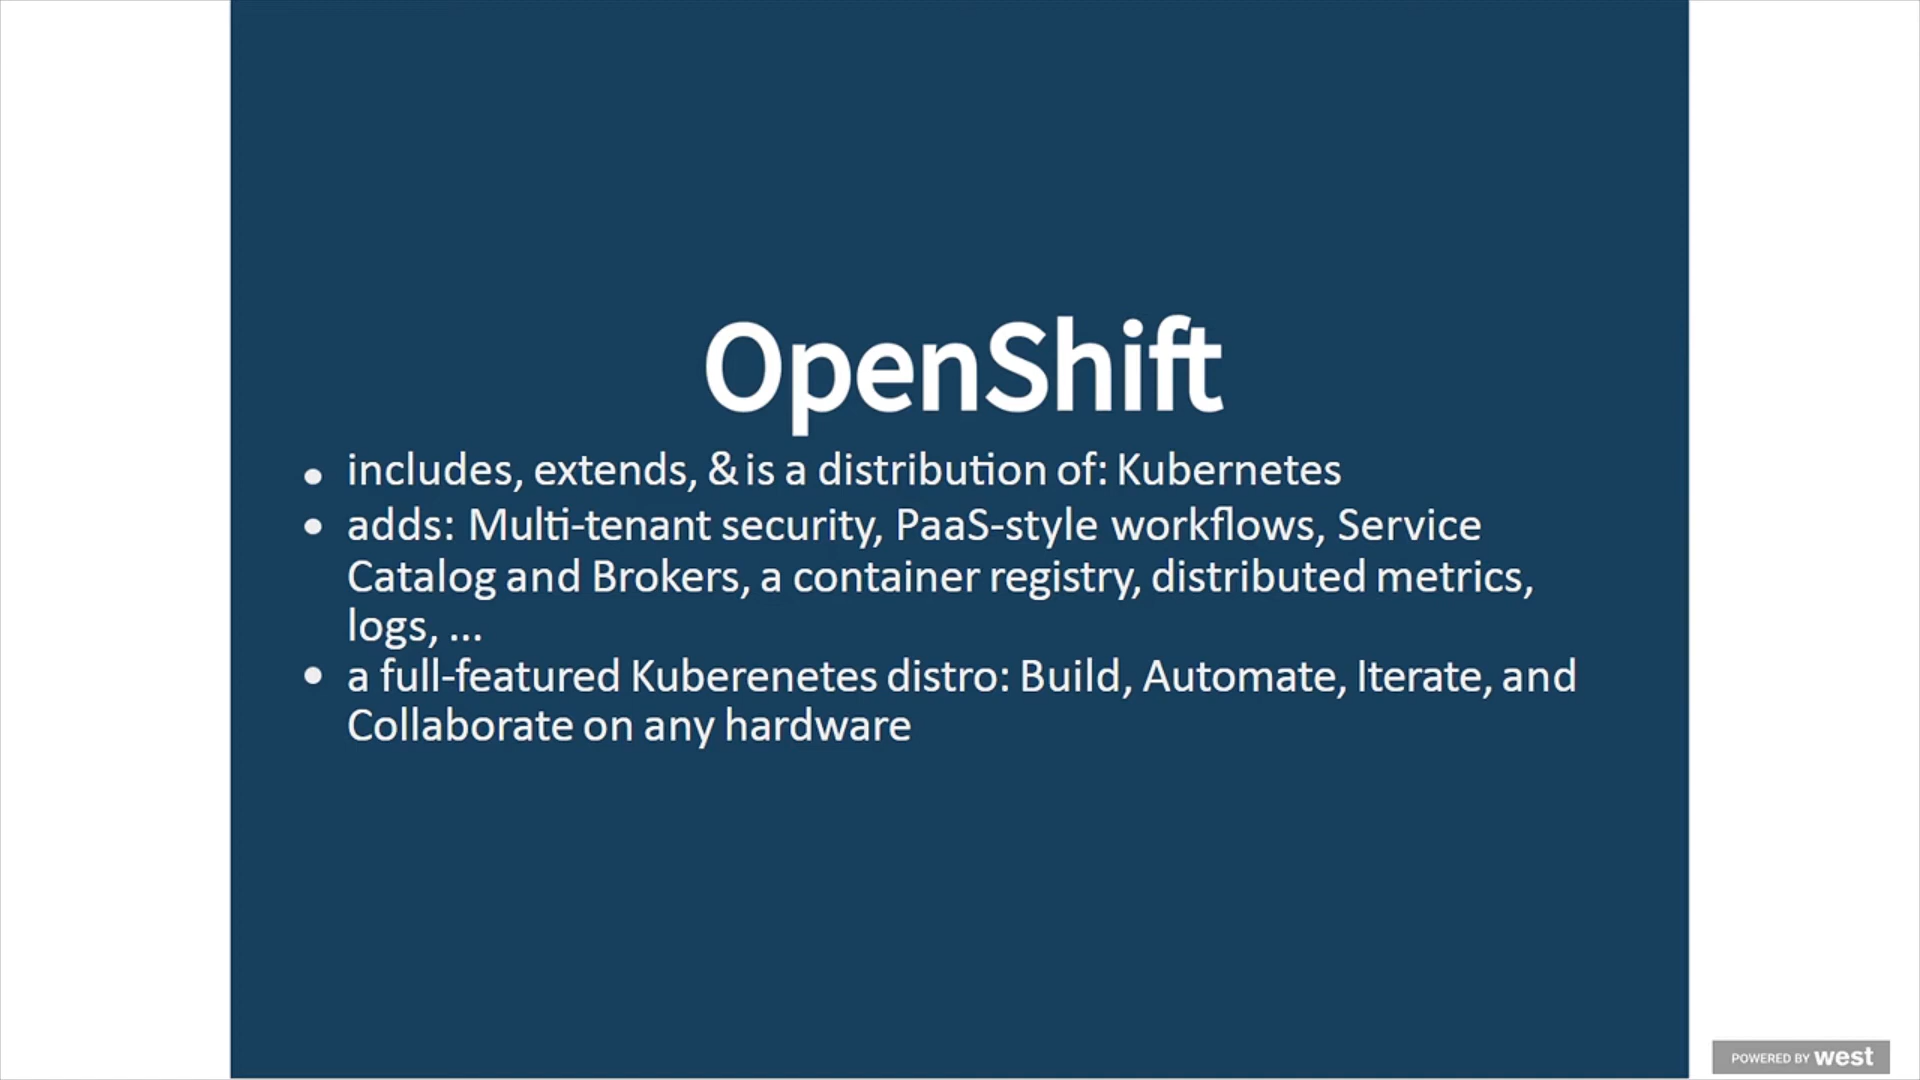 OpenShift
• includes, extends, & is a distribution of: Kubernetes
• adds: Multi-tenant security, PaaS-style workflows, Service
Catalog and Brokers, a container registry, distributed metrics,
logs, ...
• a full-featured Kuberenetes distro: Build, Automate, Iterate, and
Collaborate on any hardware
POWERED BY west